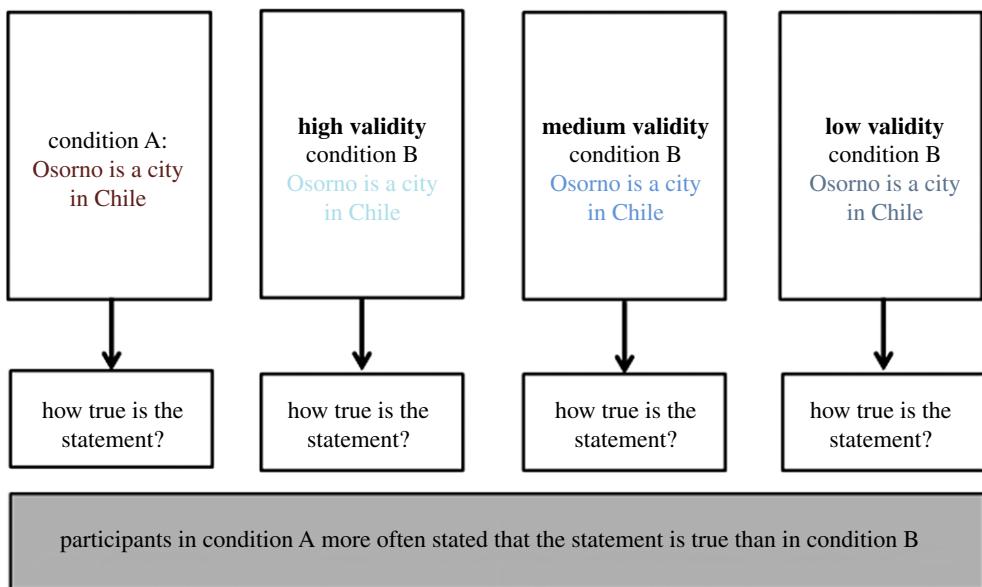 condition A:
Osorno is a city
in Chile
high validity
condition B
Osorno is a city
in Chile
medium validity
condition B
Osorno is a city
in Chile
low validity
condition B
Osorno is a city
in Chile
how true is the
statement?
how true is the
statement?
how true is the
statement?
how true is the
statement?
participants in condition A more often stated that the statement is true than in condition B